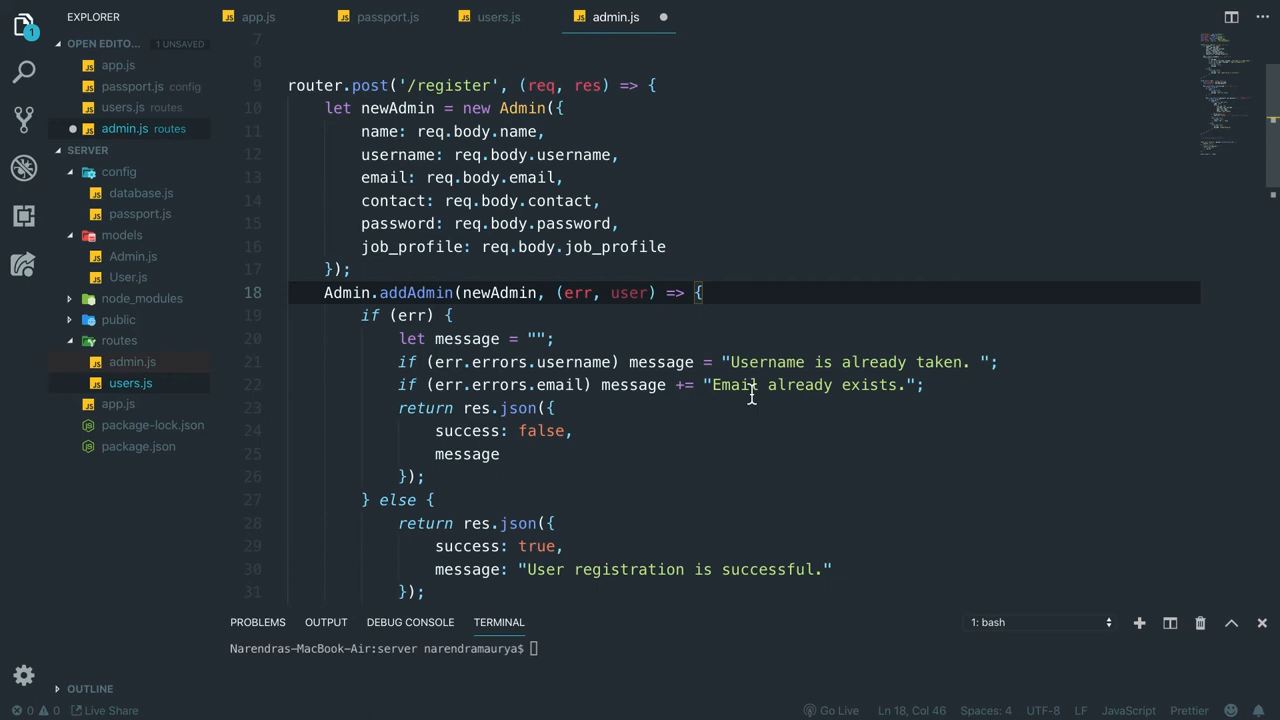 EXPLORER
app.js
passport.js
users.js
admin.js
OPEN EDITO...
1 UNSAVED
app.js
passport.js config
users.js routes
admin.js routes
SERVER
config
database.js
passport.js
models
Admin.js
User.js
node_modules
public
routes
admin.js
users.js
app.js
package-lock.json
package.json
OUTLINE
1
7
8
9 router.post('/register', (req, res) => {
10 let newAdmin = new Admin({
11 name: req.body.name,
12 username: req.body.username,
13 email: req.body.email,
14 contact: req.body.contact,
15 password: req.body.password,
16 job_profile: req.body.job_profile
17 });
18 Admin.addAdmin(newAdmin, (err, user) => {
19 if (err) {
20 let message = "";
21 if (err.errors.username) message = "Username is already taken. ";
22 if (err.errors.email) message += "Email already exists.";
23 return res.json({
24 success: false,
25 message
26 });
27 } else {
28 return res.json({
29 success: true,
30 message: "User registration is successful."
31 });
PROBLEMS OUTPUT DEBUG CONSOLE TERMINAL
1: bash
Narendras-MacBook-Air:server narendramaurya$
0 0 Live Share
Go Live Ln 18, Col 46 Spaces: 4 UTF-8 LF JavaScript Prettier